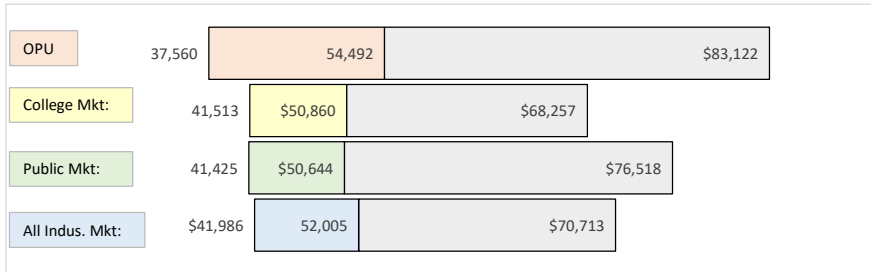 OPU 37,560 54,492 $83,122
College Mkt: 41,513 $50,860 $68,257
Public Mkt: 41,425 $50,644 $76,518
All Indus. Mkt: $41,986 52,005 $70,713